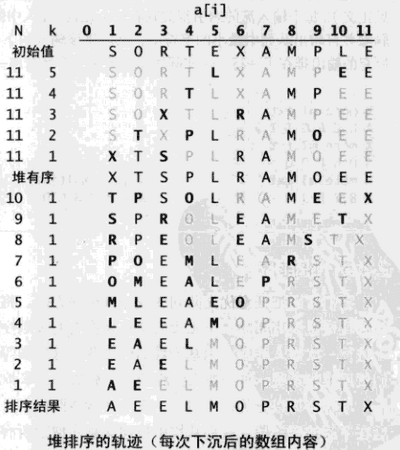 a[i]
N k 0 1 2 3 4 5 6 7 8 9 10 11
初始值 S O R T E X A M P L E
11 5 S O R T L X A M P E E
11 4 S O R T L X A M P E E
11 3 S O X T L R A M P E E
11 2 S T X P L R A M O E E
11 1 X T S P L R A M O E E
堆有序 X T S P L R A M O E E
10 1 T P S O L R A M E E X
9 1 S P R O L E A M E T X
8 1 R P E O L E A M S T X
7 1 P O E M L E A R S T X
6 1 O M E A L E P R S T X
5 1 M L E A E O P R S T X
4 1 L E E A M O P R S T X
3 1 E A E L M O P R S T X
2 1 E A E L M O P R S T X
1 1 A E E L M O P R S T X
排序结果 A E E L M O P R S T X
堆排序的轨迹（每次下沉后的数组内容）